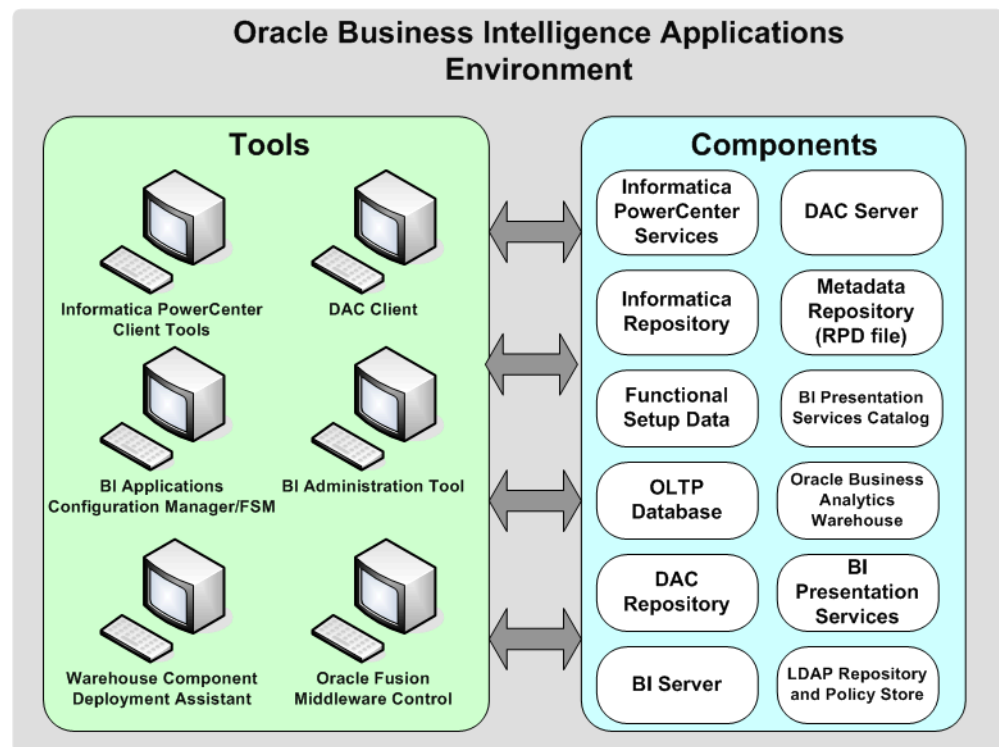 Oracle Business Intelligence Applications
Environment
Tools
Informatica PowerCenter
Client Tools
DAC Client
BI Applications
Configuration Manager/FSM
BI Administration Tool
Warehouse Component
Deployment Assistant
Oracle Fusion
Middleware Control
Components
Informatica
PowerCenter
Services
DAC Server
Informatica
Repository
Metadata
Repository
(RPD file)
Functional
Setup Data
BI Presentation
Services Catalog
OLTP
Database
Oracle Business
Analytics
Warehouse
DAC
Repository
BI
Presentation
Services
BI Server
LDAP Repository
and Policy Store